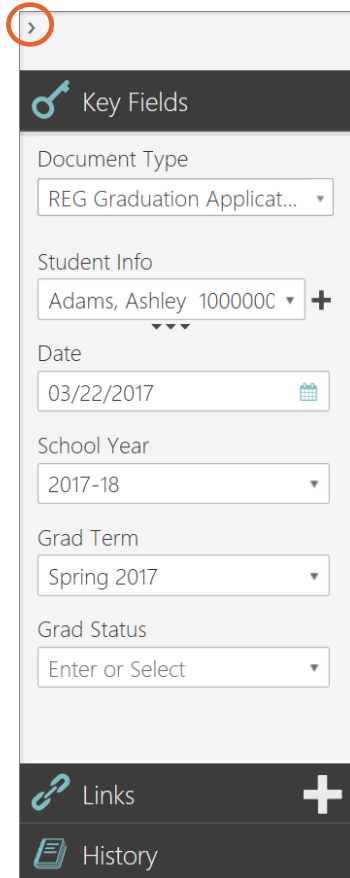 Key Fields
Document Type
REG Graduation Applicat...
Student Info
Adams, Ashley 1000000
Date
03/22/2017
School Year
2017-18
Grad Term
Spring 2017
Grad Status
Enter or Select
Links
History